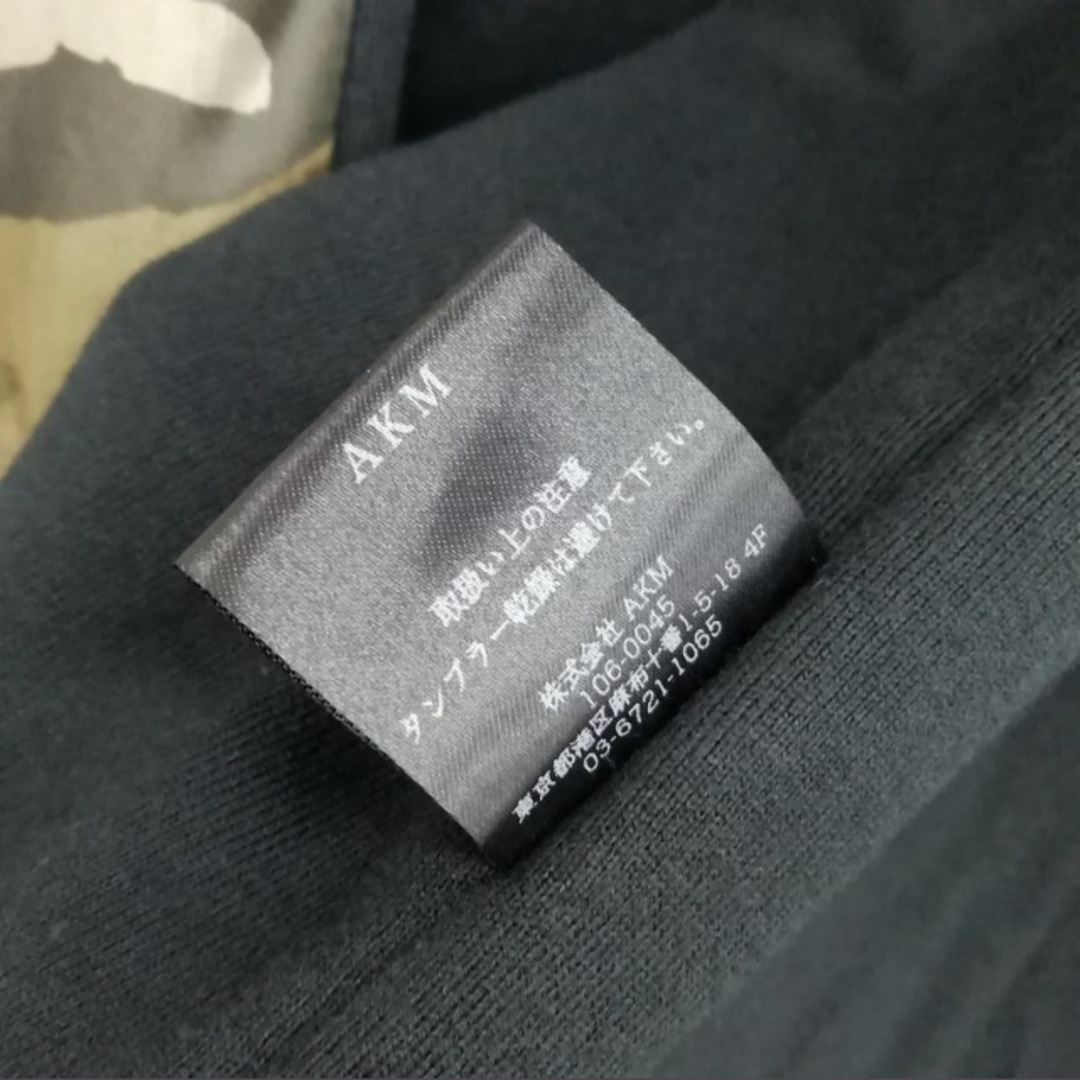 AKM
取扱い上の注意
タンブラー乾燥は避けて下さい。
株式会社 AKM
106-0045
東京都港区麻布十番1-5-18 4F
03-6721-1065